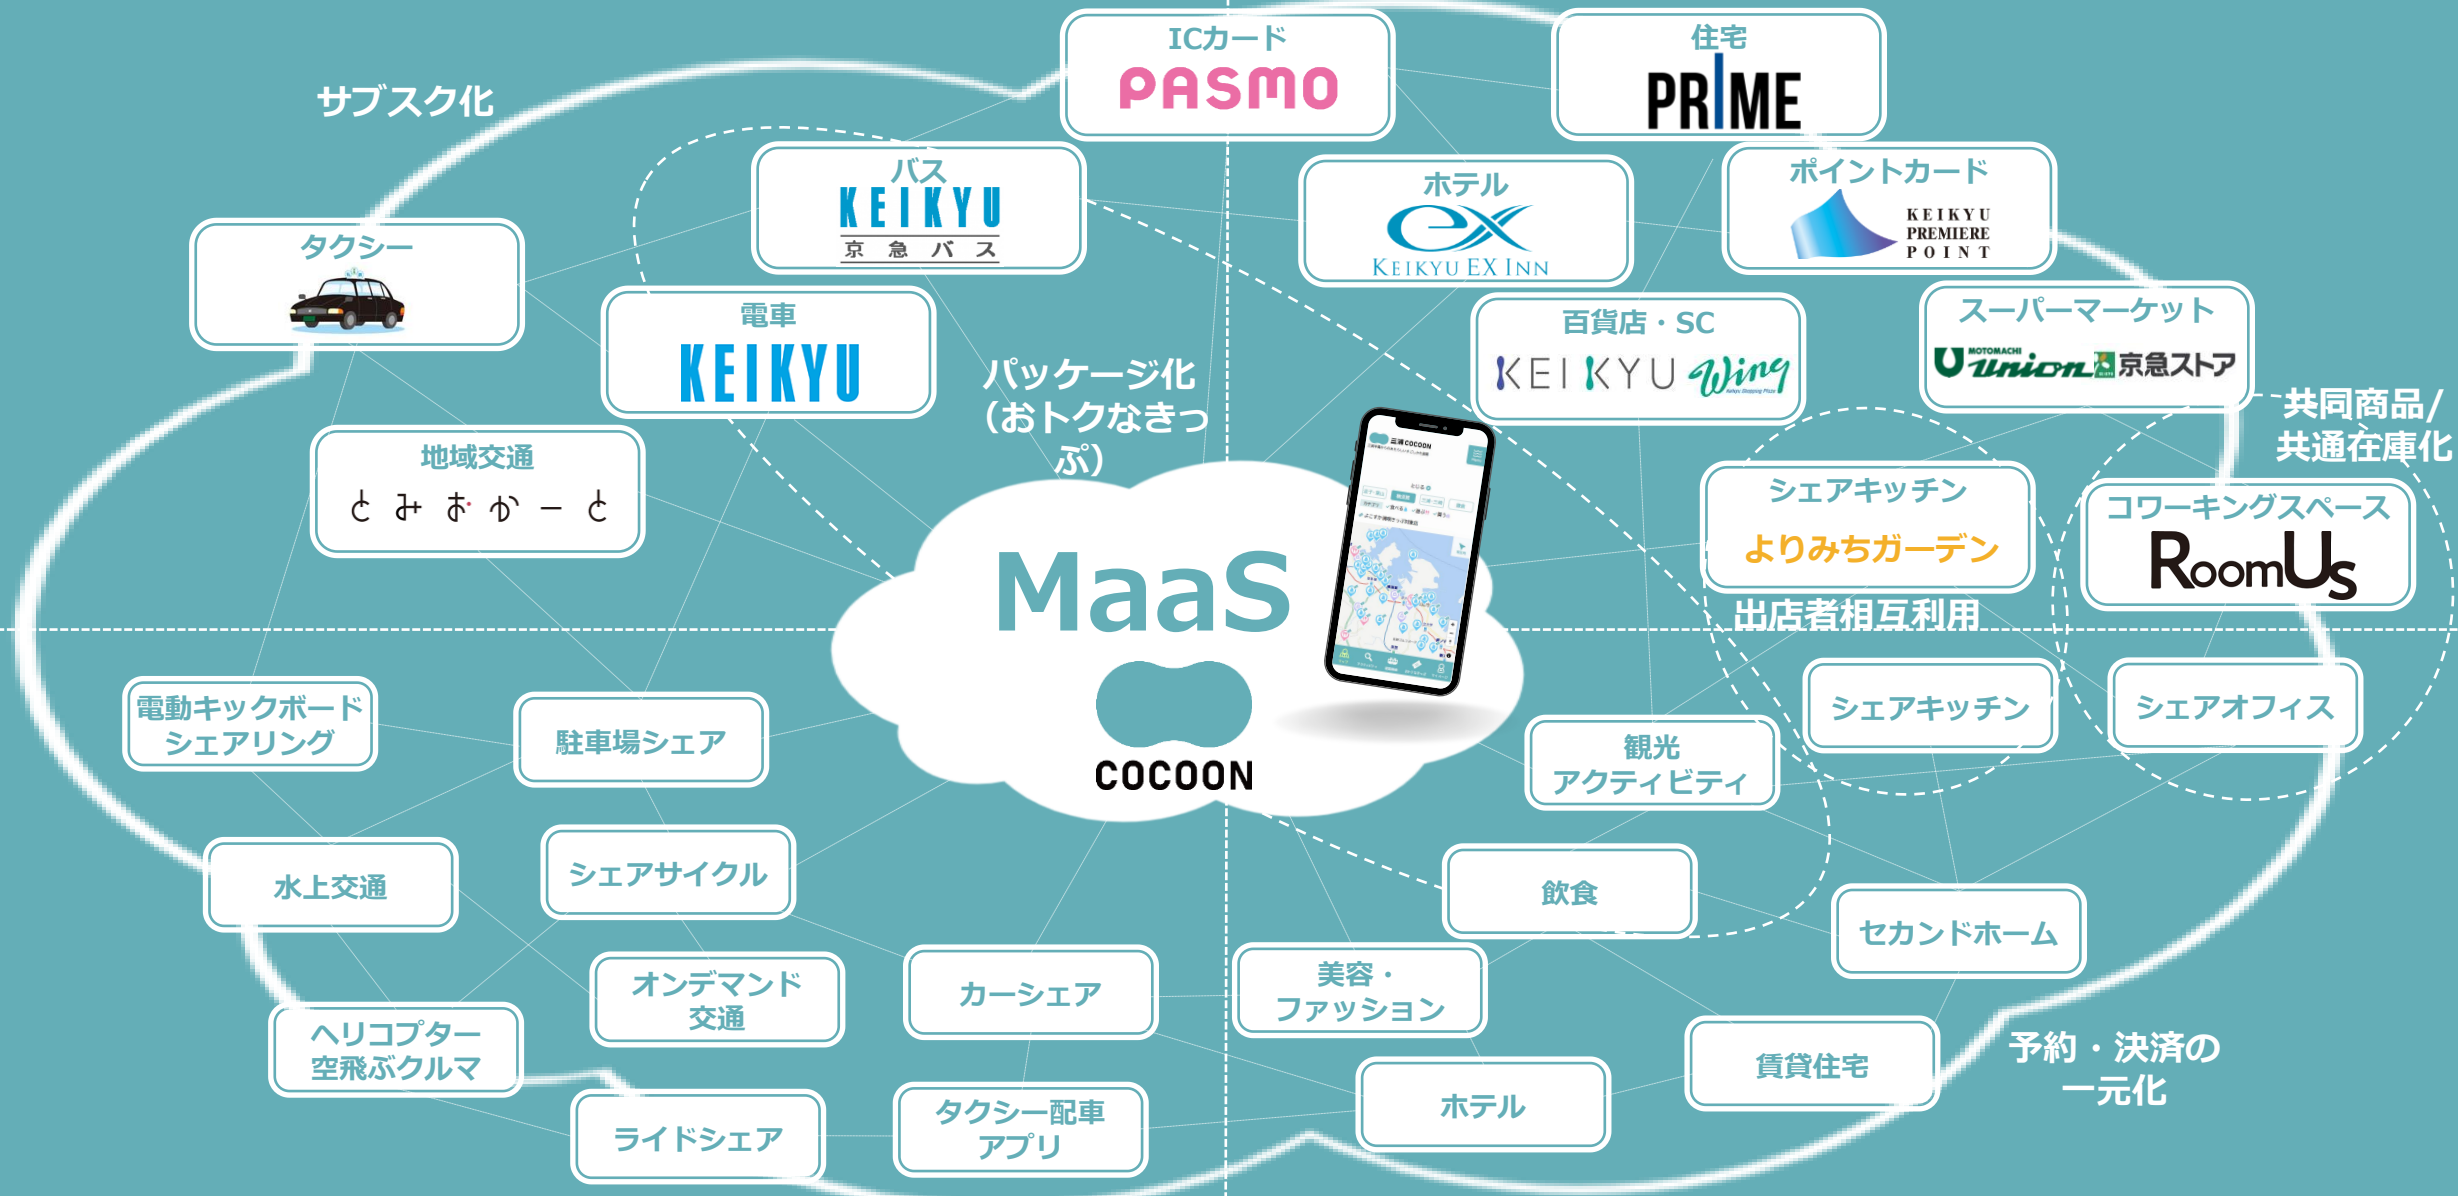 ICカード
PASMO
住宅
PRIME
サブスク化
バス
KEIKYU
京急バス
ホテル
ex
KEIKYU EX INN
ポイントカード
KEIKYU
PREMIERE
POINT
タクシー
電車
KEIKYU
百貨店・SC
KEIKYU Wing
スーパーマーケット
MOTOMACHI
Union 京急ストア
パッケージ化
（おトクなきっ
ぷ）
共同商品/
共通在庫化
地域交通
とみおかーと
三浦COCOON
シェアキッチン
よりみちガーデン
コワーキングスペース
RoomUs
MaaS
COCOON
出店者相互利用
電動キックボード
シェアリング
駐車場シェア
観光
アクティビティ
シェアキッチン
シェアオフィス
水上交通
シェアサイクル
飲食
セカンドホーム
オンデマンド
交通
カーシェア
美容・
ファッション
ヘリコプター
空飛ぶクルマ
賃貸住宅
予約・決済の
一元化
ライドシェア
タクシー配車
アプリ
ホテル